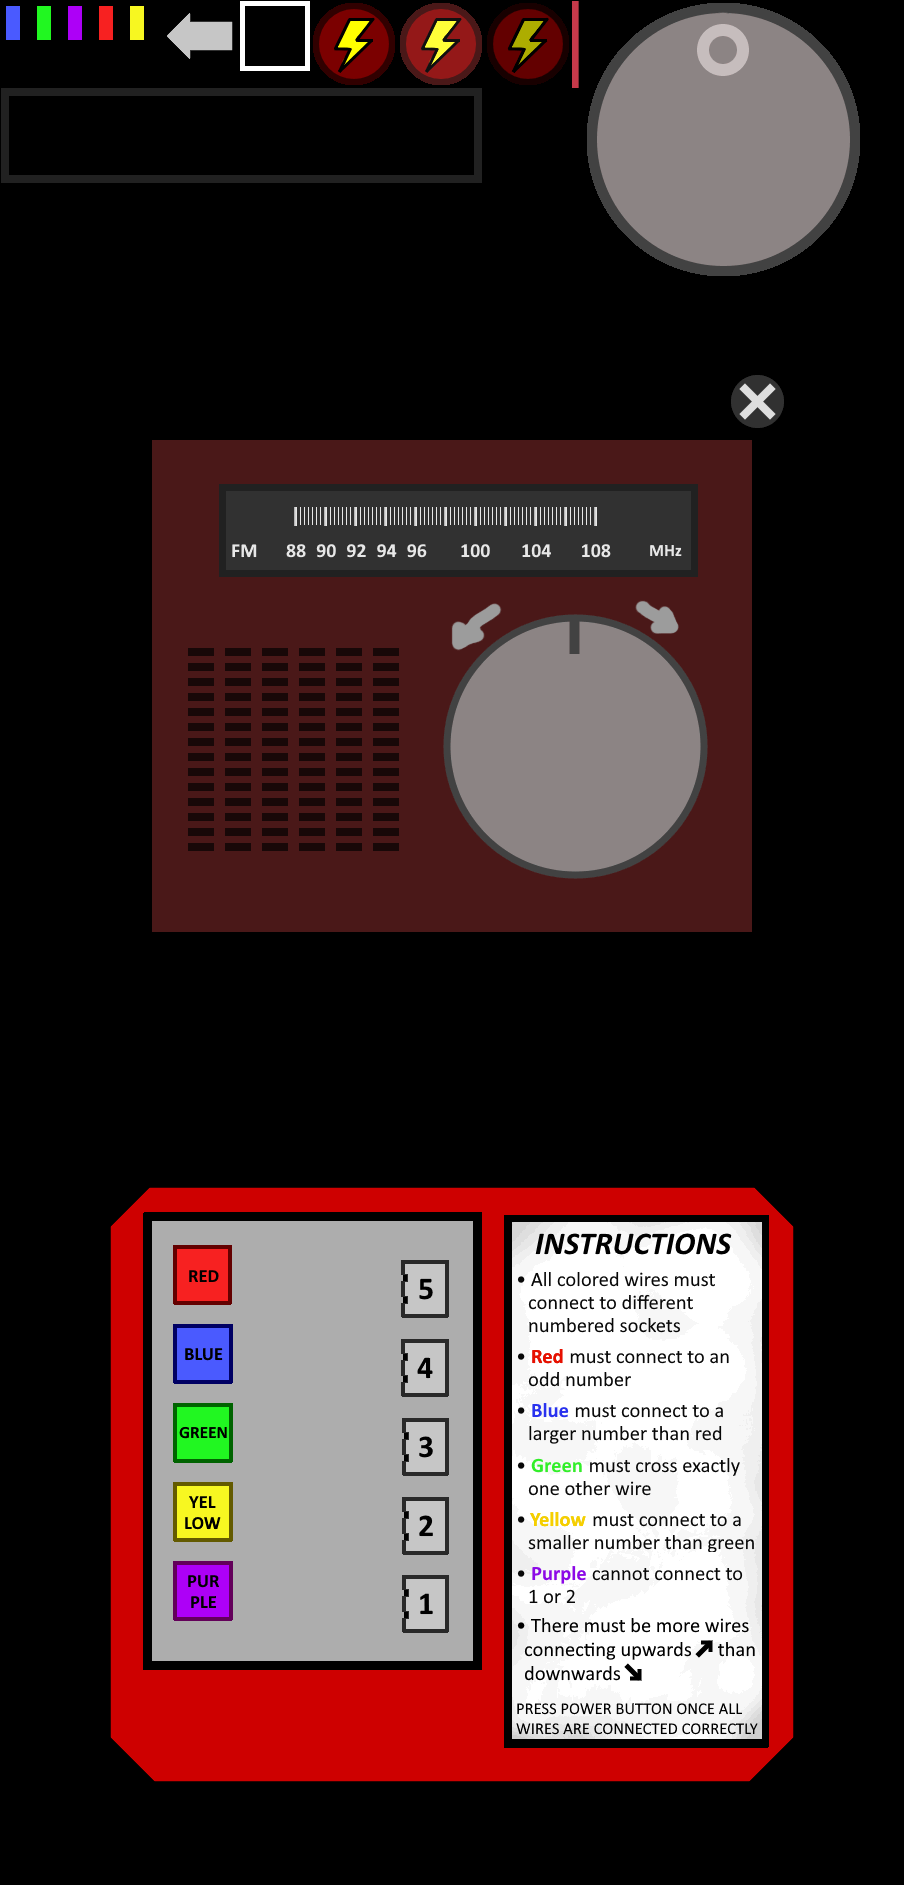 FM 88 90 92 94 96 100 104 108 MHz
RED
BLUE
GREEN
YEL
LOW
PUR
PLE
5
4
3
2
1
INSTRUCTIONS
• All colored wires must
connect to different
numbered sockets
• Red must connect to an
odd number
• Blue must connect to a
larger number than red
• Green must cross exactly
one other wire
• Yellow must connect to a
smaller number than green
• Purple cannot connect to
1 or 2
• There must be more wires
connecting upwards than
downwards
PRESS POWER BUTTON ONCE ALL
WIRES ARE CONNECTED CORRECTLY